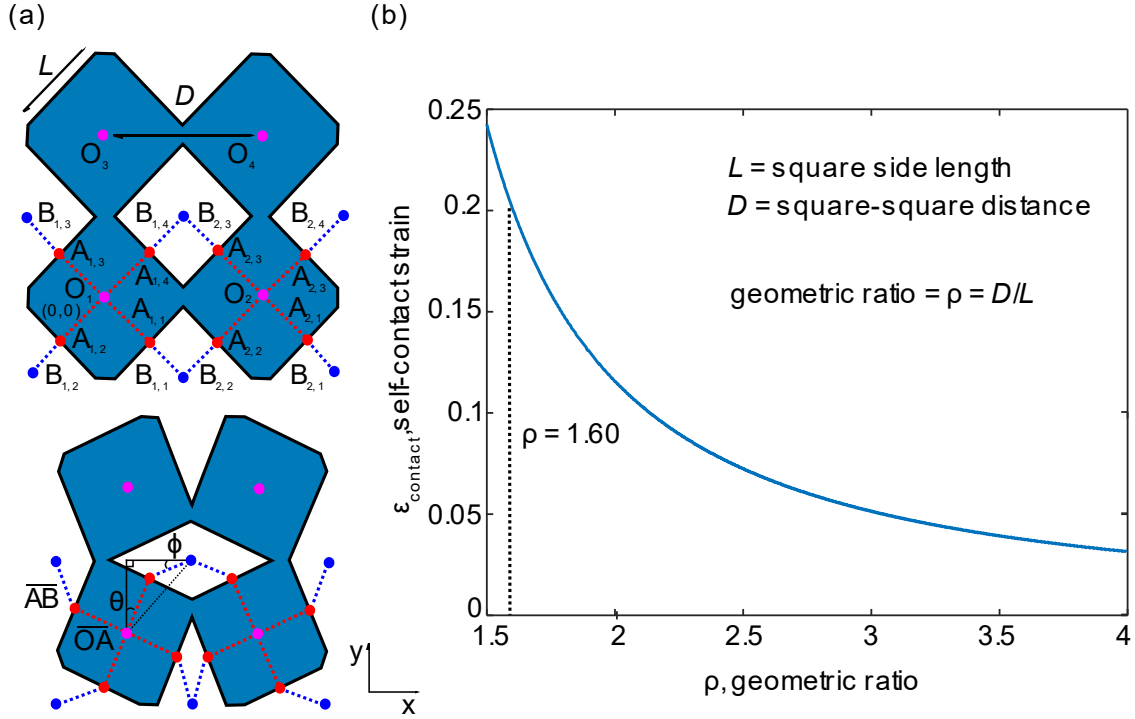 (a)
(b)
L
D
O₃
O₄
B₁,₃
B₁,₄
B₂,₃
B₂,₄
A₁,₃
A₁,₄
A₂,₃
A₂,₃
O₁
(0,0)
O₂
A₁,₂
A₁,₁
A₂,₂
A₂,₁
B₁,₂
B₁,₁
B₂,₂
B₂,₁
ϕ
θ
AB
OA
y
x
0.25
0.2
0.15
0.1
0.05
0
ε contact, self-contact strain
L = square side length
D = square-square distance
geometric ratio = ρ = D/L
ρ = 1.60
1.5
2
2.5
3
3.5
4
ρ, geometric ratio